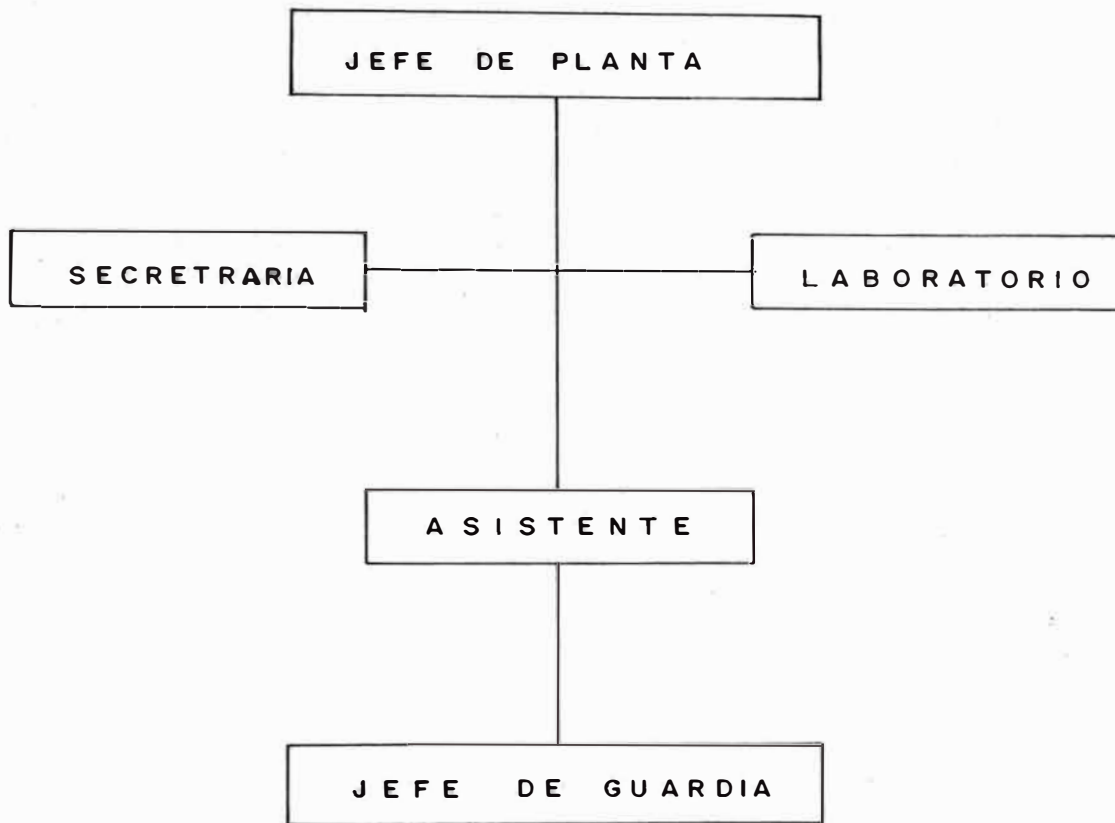 JEFE DE PLANTA
SECRETRARIA
LABORATORIO
ASISTENTE
JEFE DE GUARDIA